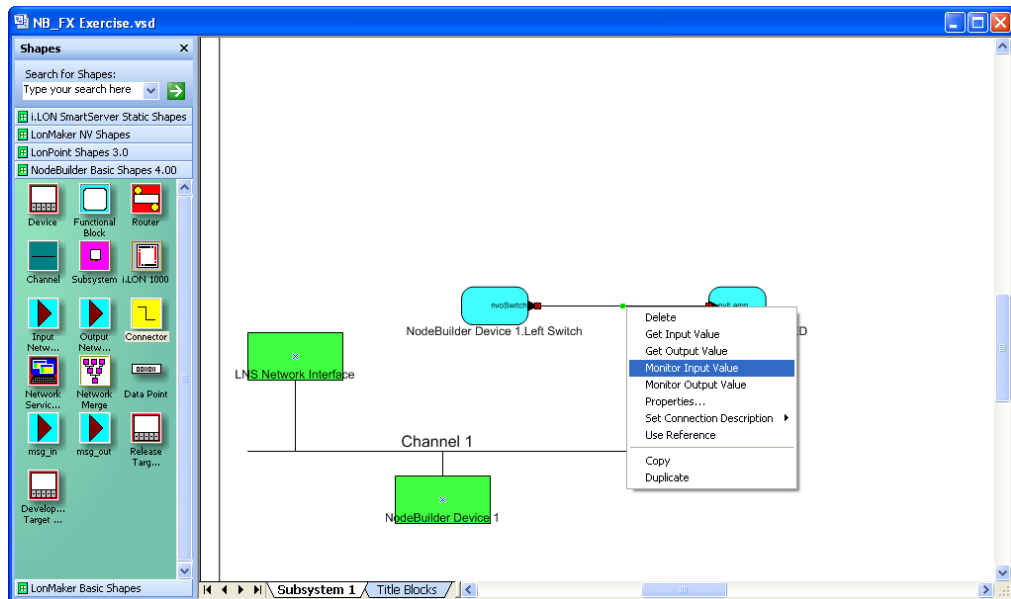 NB_FX Exercise.vsd
Shapes
Search for Shapes:
Type your search here
i.LON SmartServer Static Shapes
LonMaker NV Shapes
LonPoint Shapes 3.0
NodeBuilder Basic Shapes 4.00
Device
Functional Block
Router
Channel
Subsystem
i.LON 1000
Input Netw...
Output Netw...
Connector
Network Servic...
Network Merge
Data Point
msg_in
msg_out
Release Targ...
Develop... Target ...
LonMaker Basic Shapes
nvoSwitch
nviLamp
NodeBuilder Device 1.Left Switch
D
LNS Network Interface
Channel 1
NodeBuilder Device 1
Delete
Get Input Value
Get Output Value
Monitor Input Value
Monitor Output Value
Properties...
Set Connection Description
Use Reference
Copy
Duplicate
Subsystem 1
Title Blocks